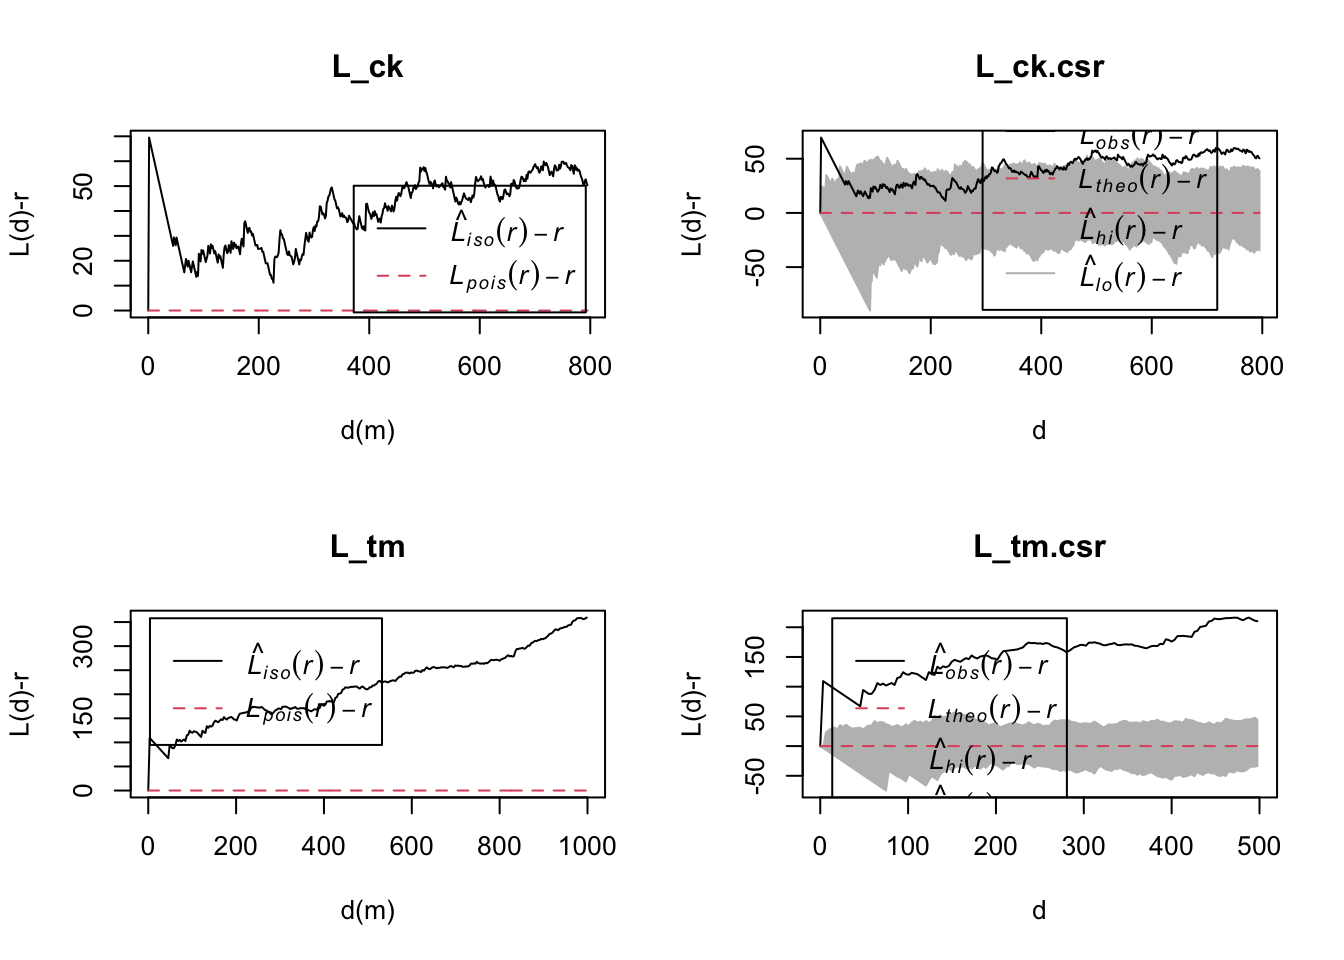 L_ck
L(d)-r
0 20 50
L̂iso(r) − r
Lpois(r) − r
0 200 400 600 800
d(m)
L_ck.csr
L(d)-r
-50 0 50
L̂obs(r) − r
Ltheo(r) − r
L̂hi(r) − r
L̂lo(r) − r
0 200 400 600 800
d
L_tm
L(d)-r
0 150 300
L̂iso(r) − r
Lpois(r) − r
0 200 400 600 800 1000
d(m)
L_tm.csr
L(d)-r
-50 50 150
L̂obs(r) − r
Ltheo(r) − r
L̂hi(r) − r
0 100 200 300 400 500
d